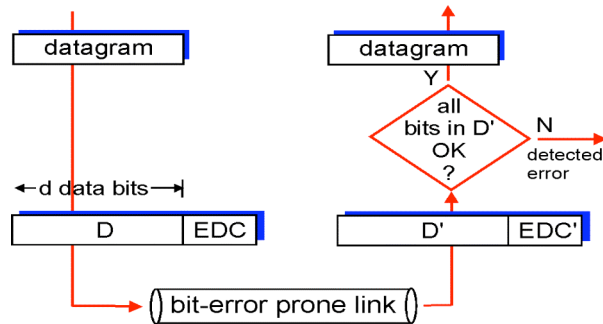 datagram
datagram
Y
all
bits in D'
OK
?
N
detected
error
d data bits
D
EDC
D'
EDC'
bit-error prone link